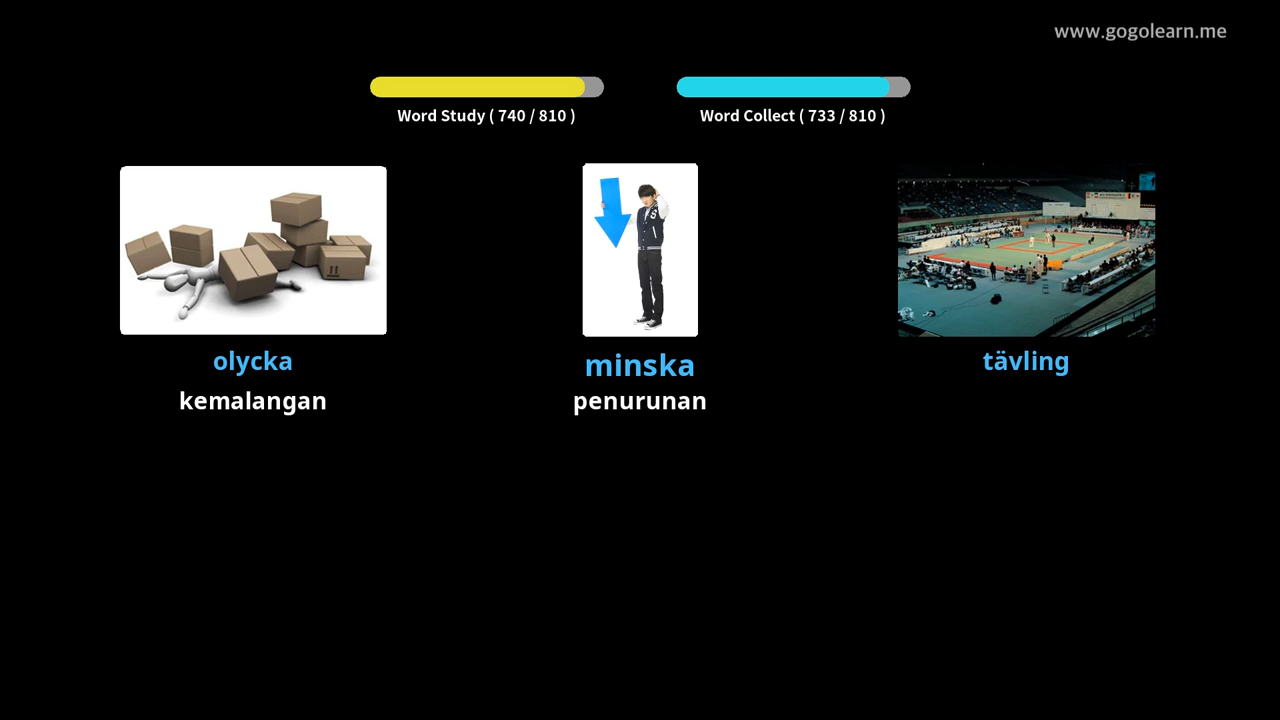 www.gogolearn.me
Word Study ( 740 / 810 )
Word Collect ( 733 / 810 )
olycka
minska
tävling
kemalangan
penurunan